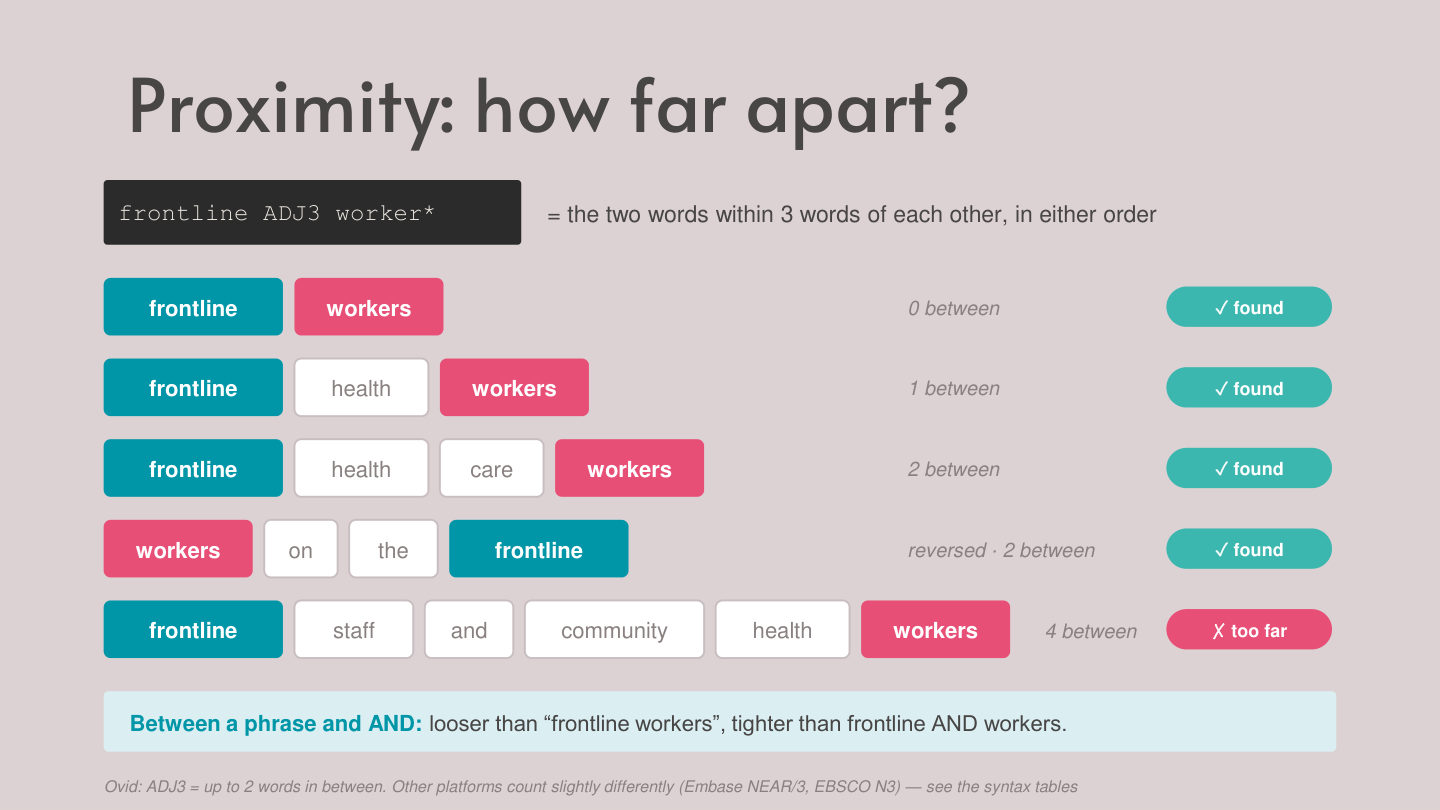 Proximity: how far apart?
frontline ADJ3 worker*
= the two words within 3 words of each other, in either order
frontline workers 0 between ✓ found
frontline health workers 1 between ✓ found
frontline health care workers 2 between ✓ found
workers on the frontline reversed · 2 between ✓ found
frontline staff and community health workers 4 between ✗ too far
Between a phrase and AND: looser than “frontline workers”, tighter than frontline AND workers.
Ovid: ADJ3 = up to 2 words in between. Other platforms count slightly differently (Embase NEAR/3, EBSCO N3) — see the syntax tables